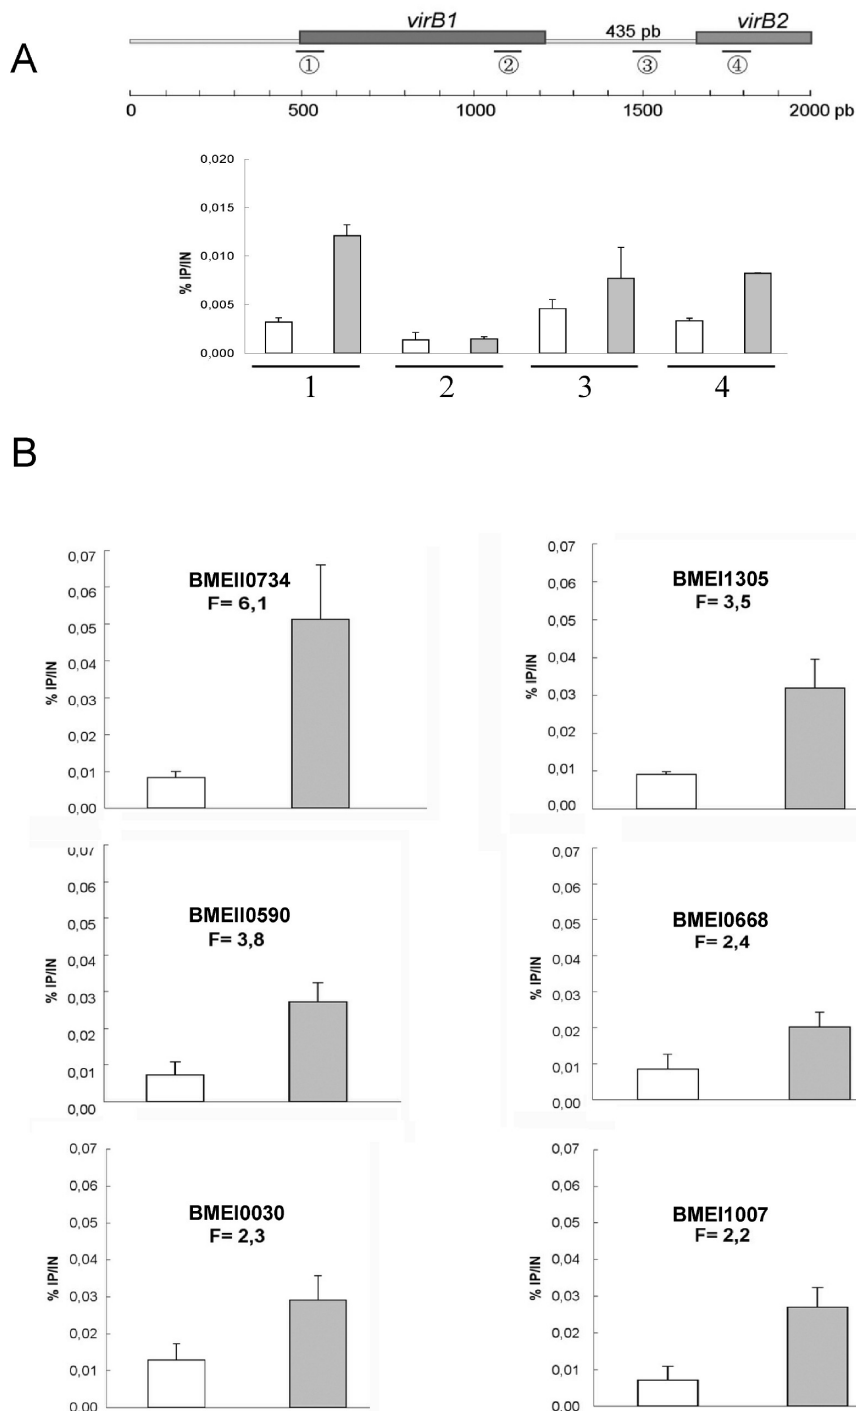 A
virB1
435 pb
virB2
① ② ③ ④
0 500 1000 1500 2000 pb
0,020
0,015
0,010
0,005
0,000
% IP/IN
1 2 3 4
B
0,07
0,06
0,05
0,04
0,03
0,02
0,01
0,00
% IP/IN
BMEII0734
F= 6,1
0,07
0,06
0,05
0,04
0,03
0,02
0,01
0,00
% IP/IN
BMEI1305
F= 3,5
0,07
0,06
0,05
0,04
0,03
0,02
0,01
0,00
% IP/IN
BMEII0590
F= 3,8
0,07
0,06
0,05
0,04
0,03
0,02
0,01
0,00
% IP/IN
BMEI0668
F= 2,4
0,07
0,06
0,05
0,04
0,03
0,02
0,01
0,00
% IP/IN
BMEI0030
F= 2,3
0,07
0,06
0,05
0,04
0,03
0,02
0,01
0,00
% IP/IN
BMEI1007
F= 2,2